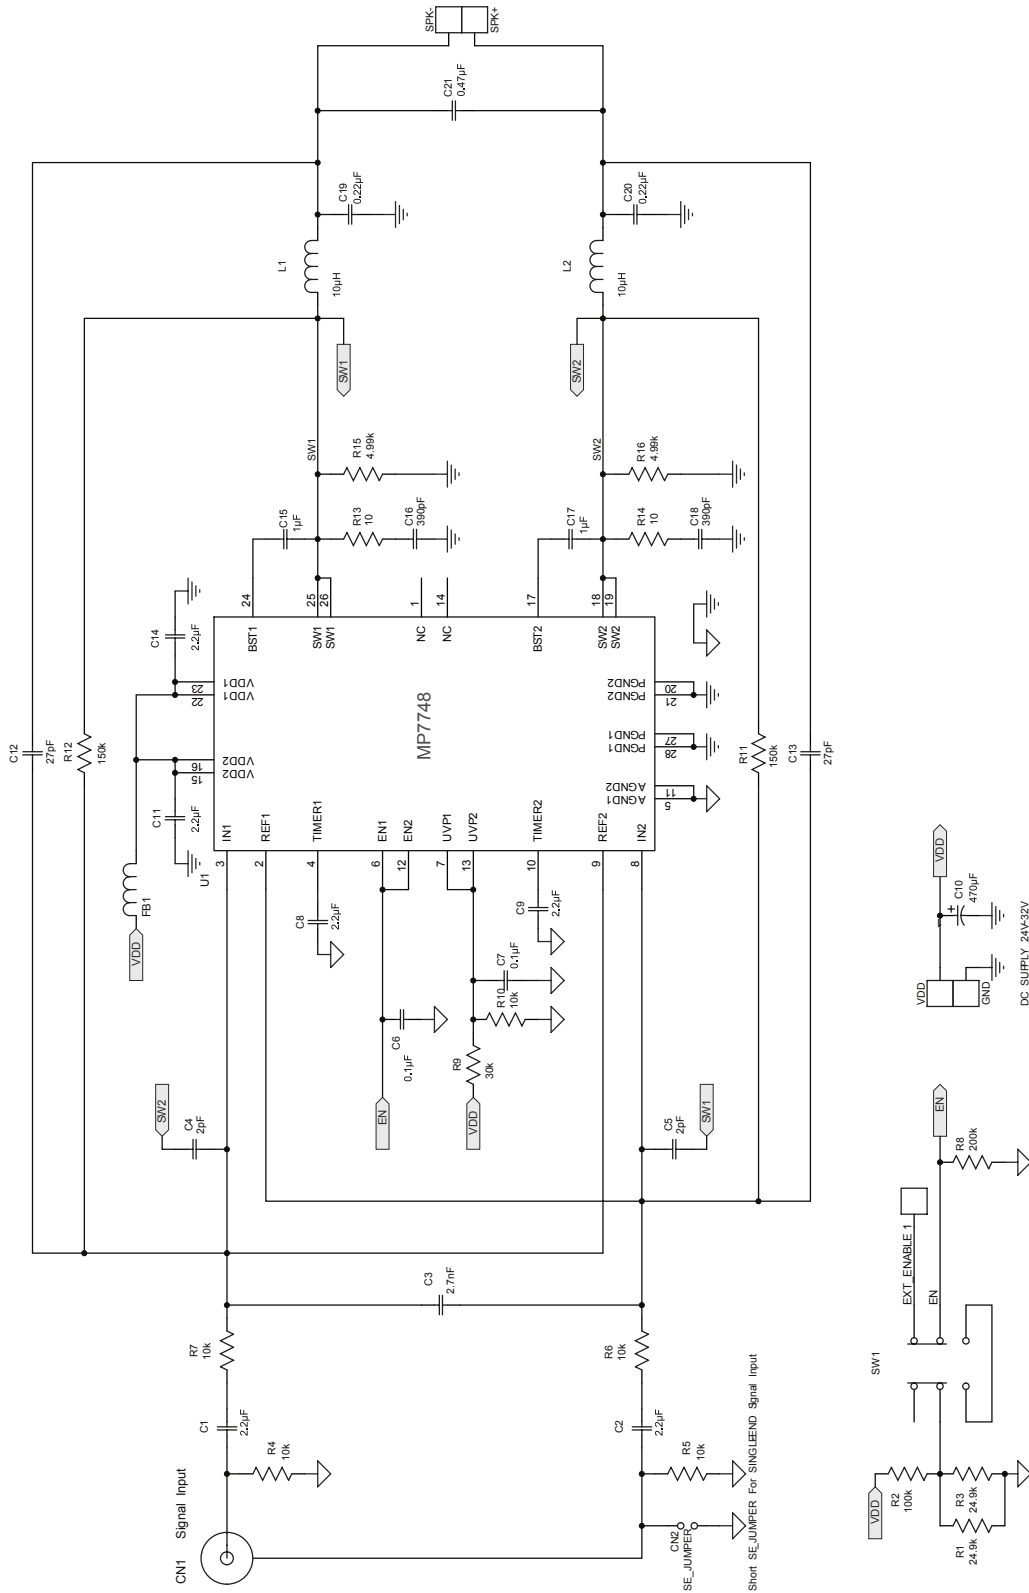 SPK-
SPK+
C21
0.47µF
C19
0.22µF
C20
0.22µF
L1
10µH
L2
10µH
SW1
SW2
SW1
SW2
R15
4.99k
R16
4.99k
C15
1µF
R13
10
C16
390pF
C17
1µF
R14
10
C18
390pF
24
25
26
1
14
17
18
19
BST1
SW1
SW1
NC
NC
BST2
SW2
SW2
C14
2.2µF
VDD1
23
VDD1
22
VDD2
16
VDD2
15
MP7748
PGND2
20
PGND2
21
PGND1
27
PGND1
28
AGND2
11
AGND1
5
C12
27pF
R12
150k
R11
150k
C13
27pF
C11
2.2µF
FB1
VDD
U1
IN1
REF1
TIMER1
EN1
EN2
UVP1
UVP2
TIMER2
REF2
IN2
3
2
4
6
12
7
13
10
9
8
C8
2.2µF
C9
2.2µF
C7
0.1µF
R10
10k
C6
0.1µF
R9
30k
EN
VDD
SW2
C4
2pF
C5
2pF
SW1
C3
2.7nF
R7
10k
R6
10k
C1
2.2µF
C2
2.2µF
R4
10k
R5
10k
Signal Input
CN1
CN2
SE_JUMPER
Short SE_JUMPER For SINGLEEND Signal Input
VDD
C10
470µF
VDD
GND
DC SUPPLY 24V-32V
EN
R8
200k
EXT_ENABLE 1
EN
SW1
VDD
R2
100k
R3
24.9k
R1
24.9k